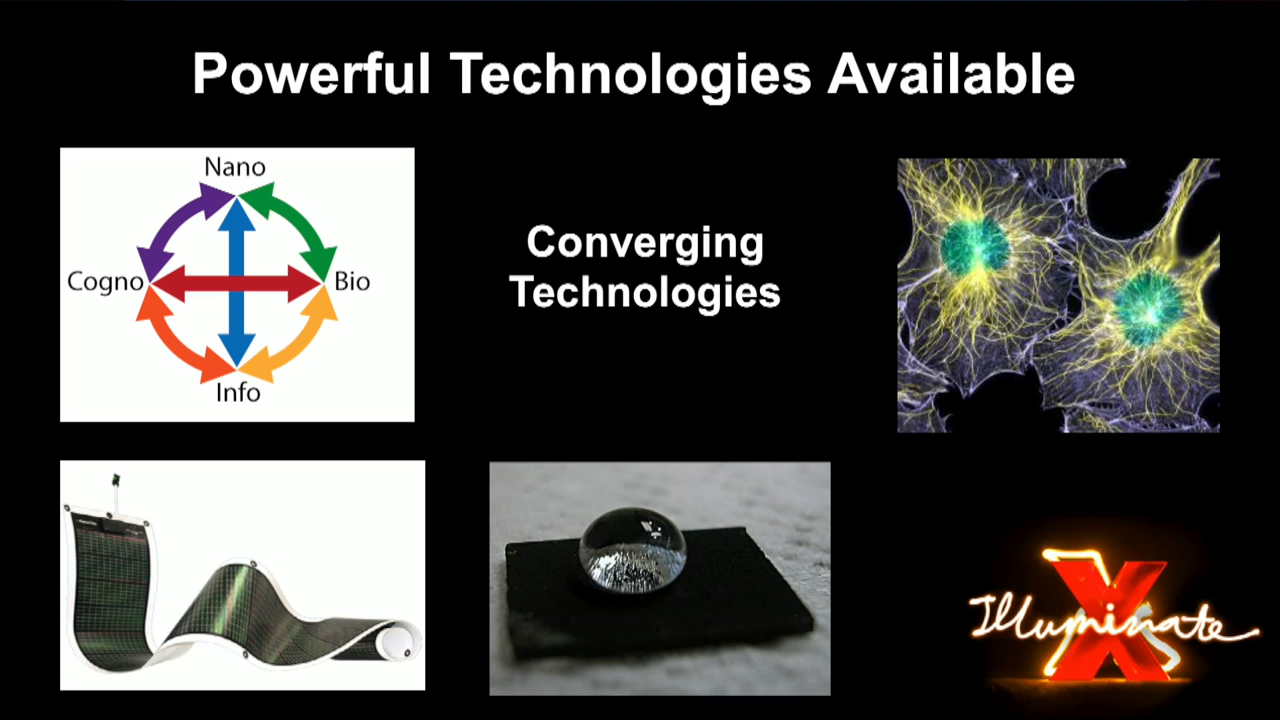 Powerful Technologies Available
Nano
Cogno
Bio
Info
Converging
Technologies
Illuminate
X